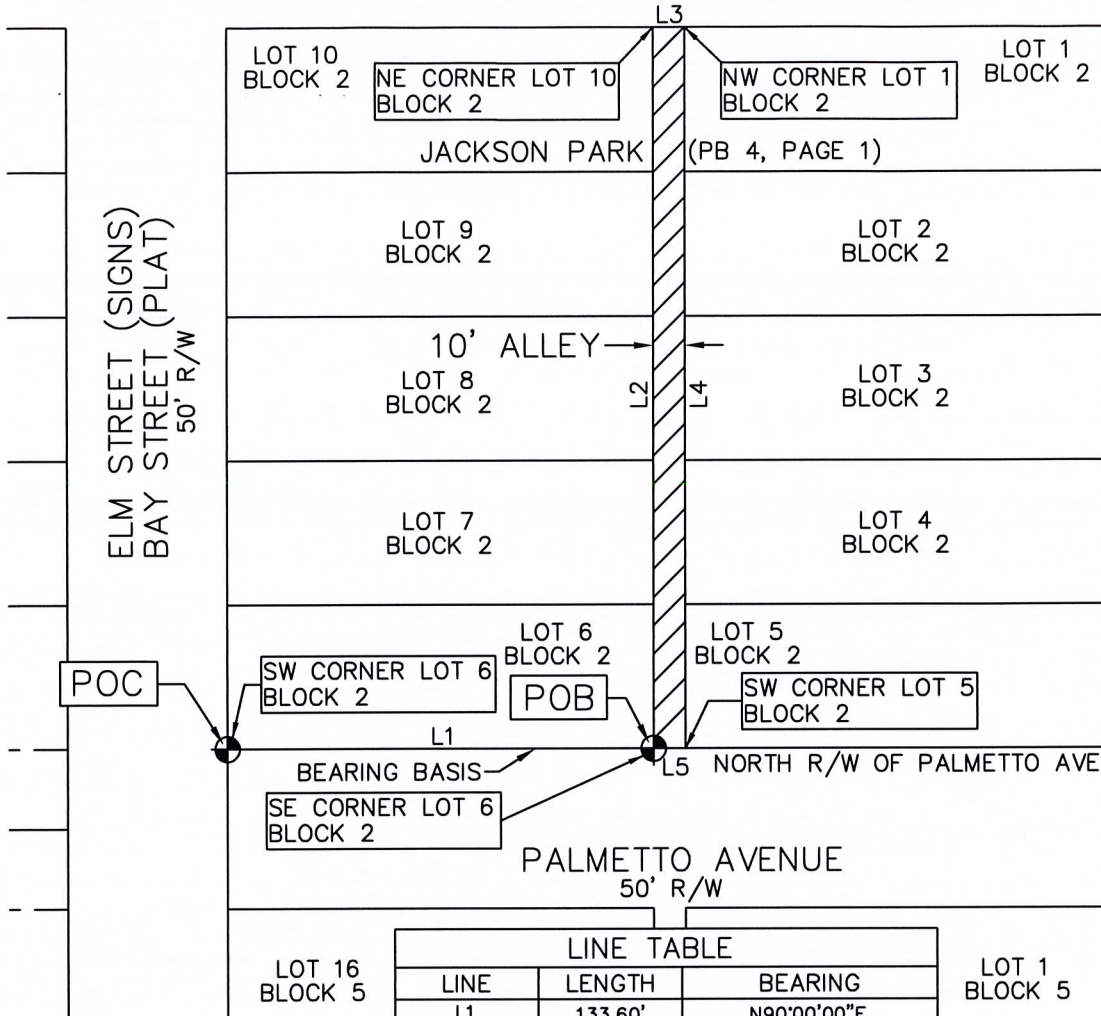 L3
LOT 10
BLOCK 2
NE CORNER LOT 10
BLOCK 2
NW CORNER LOT 1
BLOCK 2
LOT 1
BLOCK 2
JACKSON PARK (PB 4, PAGE 1)
ELM STREET (SIGNS)
BAY STREET (PLAT)
50' R/W
LOT 9
BLOCK 2
LOT 2
BLOCK 2
10' ALLEY
LOT 8
BLOCK 2
L2
L4
LOT 3
BLOCK 2
LOT 7
BLOCK 2
LOT 4
BLOCK 2
LOT 6
BLOCK 2
LOT 5
BLOCK 2
POC
SW CORNER LOT 6
BLOCK 2
POB
SW CORNER LOT 5
BLOCK 2
L1
BEARING BASIS
L5
NORTH R/W OF PALMETTO AVE
SE CORNER LOT 6
BLOCK 2
PALMETTO AVENUE
50' R/W
LOT 16
BLOCK 5
LINE TABLE
LINE LENGTH BEARING
L1 133.60' N90°00'00"E
LOT 1
BLOCK 5